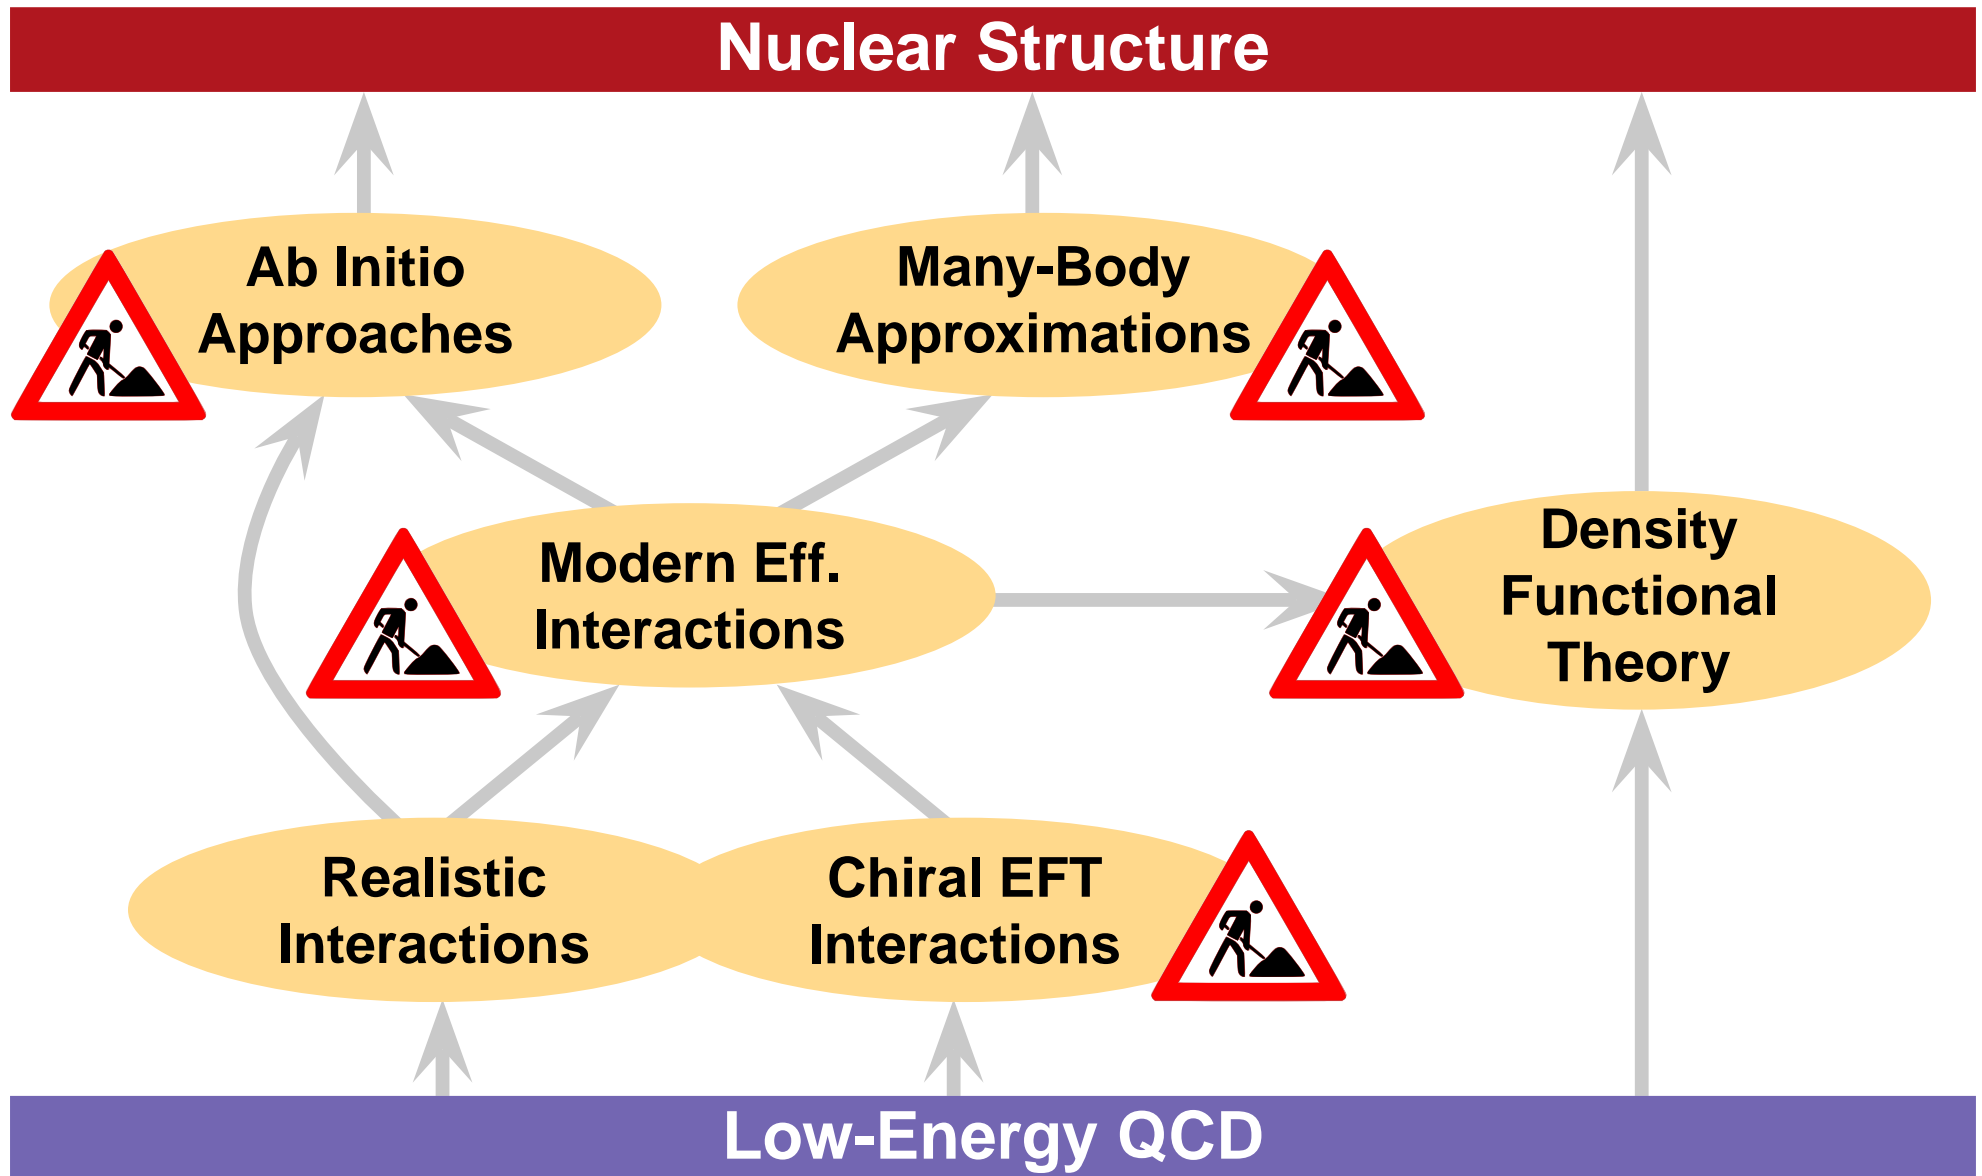 Nuclear Structure
Ab Initio
Approaches
Many-Body
Approximations
Density
Functional
Theory
Modern Eff.
Interactions
Realistic
Interactions
Chiral EFT
Interactions
Low-Energy QCD